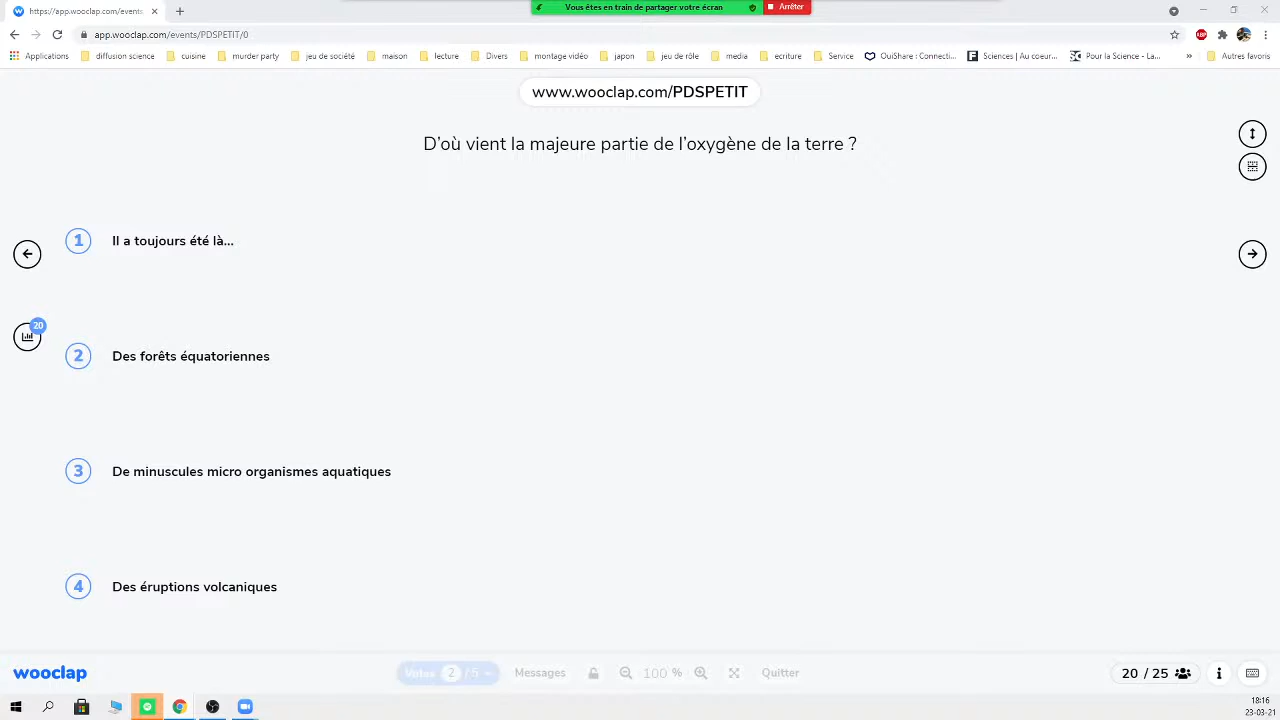 Vous êtes en train de partager votre écran
Arrêter
https://app.wooclap.com/events
app.wooclap.com/events/PDSPETIT/0
ABP
Applications diffusion science cuisine murder party jeu de société maison lecture Divers montage vidéo japon jeu de rôle media ecriture Service OuiShare : Connecti... Sciences | Au coeur... Pour la Science - La... » Autres favoris
www.wooclap.com/PDSPETIT
D'où vient la majeure partie de l'oxygène de la terre ?
1 Il a toujours été là...
20
2 Des forêts équatoriennes
3 De minuscules micro organismes aquatiques
4 Des éruptions volcaniques
wooclap Votes 2 / 5 Messages 100 % Quitter 20 / 25
18:16
23-03-21